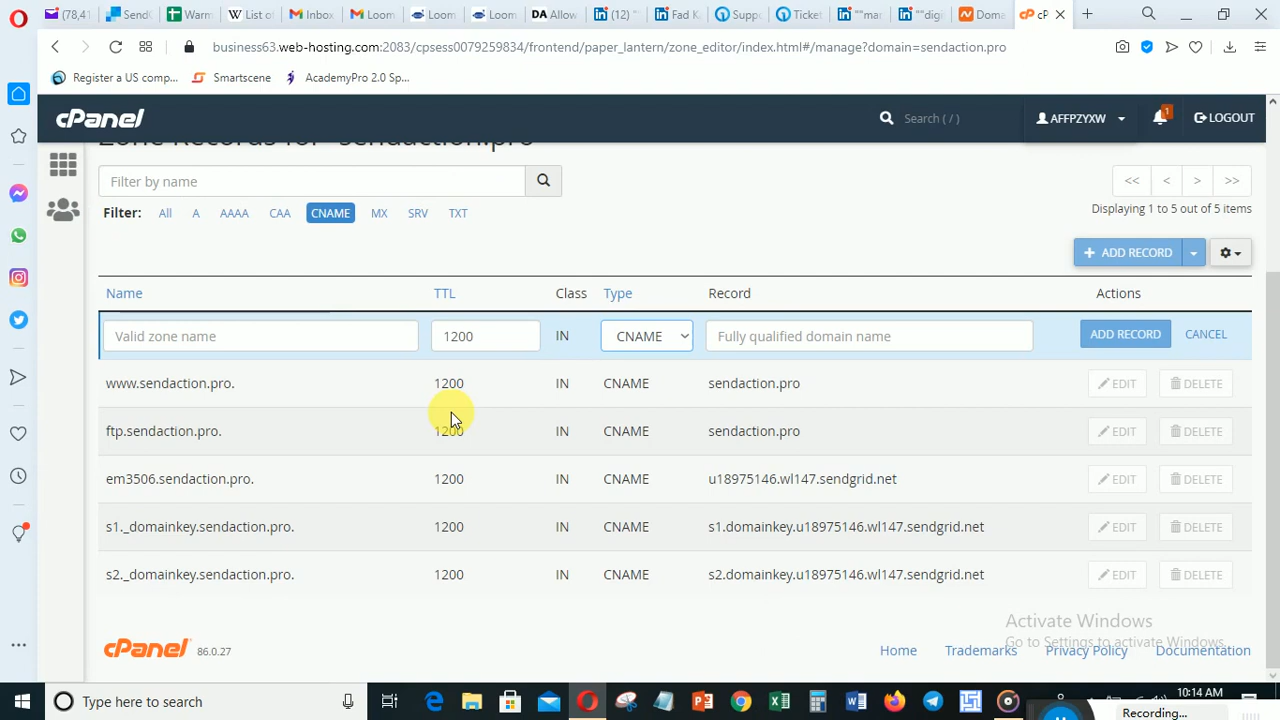 (78,41
SendG
Warm
List of
Inbox
Loom
Loom
Loom
DA Allow
(12) "
Fad K
Suppo
Ticket
""mar
""digi
Doma
cP
business63.web-hosting.com:2083/cpsess0079259834/frontend/paper_lantern/zone_editor/index.html#/manage?domain=sendaction.pro
Register a US comp...
Smartscene
AcademyPro 2.0 Sp...
cPanel
Search ( / )
AFFPZYXW
1
LOGOUT
Zone Records for "sendaction.pro"
Filter by name
<< < > >>
Filter: All A AAAA CAA CNAME MX SRV TXT
Displaying 1 to 5 out of 5 items
+ ADD RECORD
Name TTL Class Type Record Actions
Valid zone name 1200 IN CNAME Fully qualified domain name ADD RECORD CANCEL
www.sendaction.pro. 1200 IN CNAME sendaction.pro EDIT DELETE
ftp.sendaction.pro. 1200 IN CNAME sendaction.pro EDIT DELETE
em3506.sendaction.pro. 1200 IN CNAME u18975146.wl147.sendgrid.net EDIT DELETE
s1._domainkey.sendaction.pro. 1200 IN CNAME s1.domainkey.u18975146.wl147.sendgrid.net EDIT DELETE
s2._domainkey.sendaction.pro. 1200 IN CNAME s2.domainkey.u18975146.wl147.sendgrid.net EDIT DELETE
Activate Windows
Go to Settings to activate Windows.
cPanel 86.0.27
Home Trademarks Privacy Policy Documentation
Type here to search
10:14 AM
Recording...